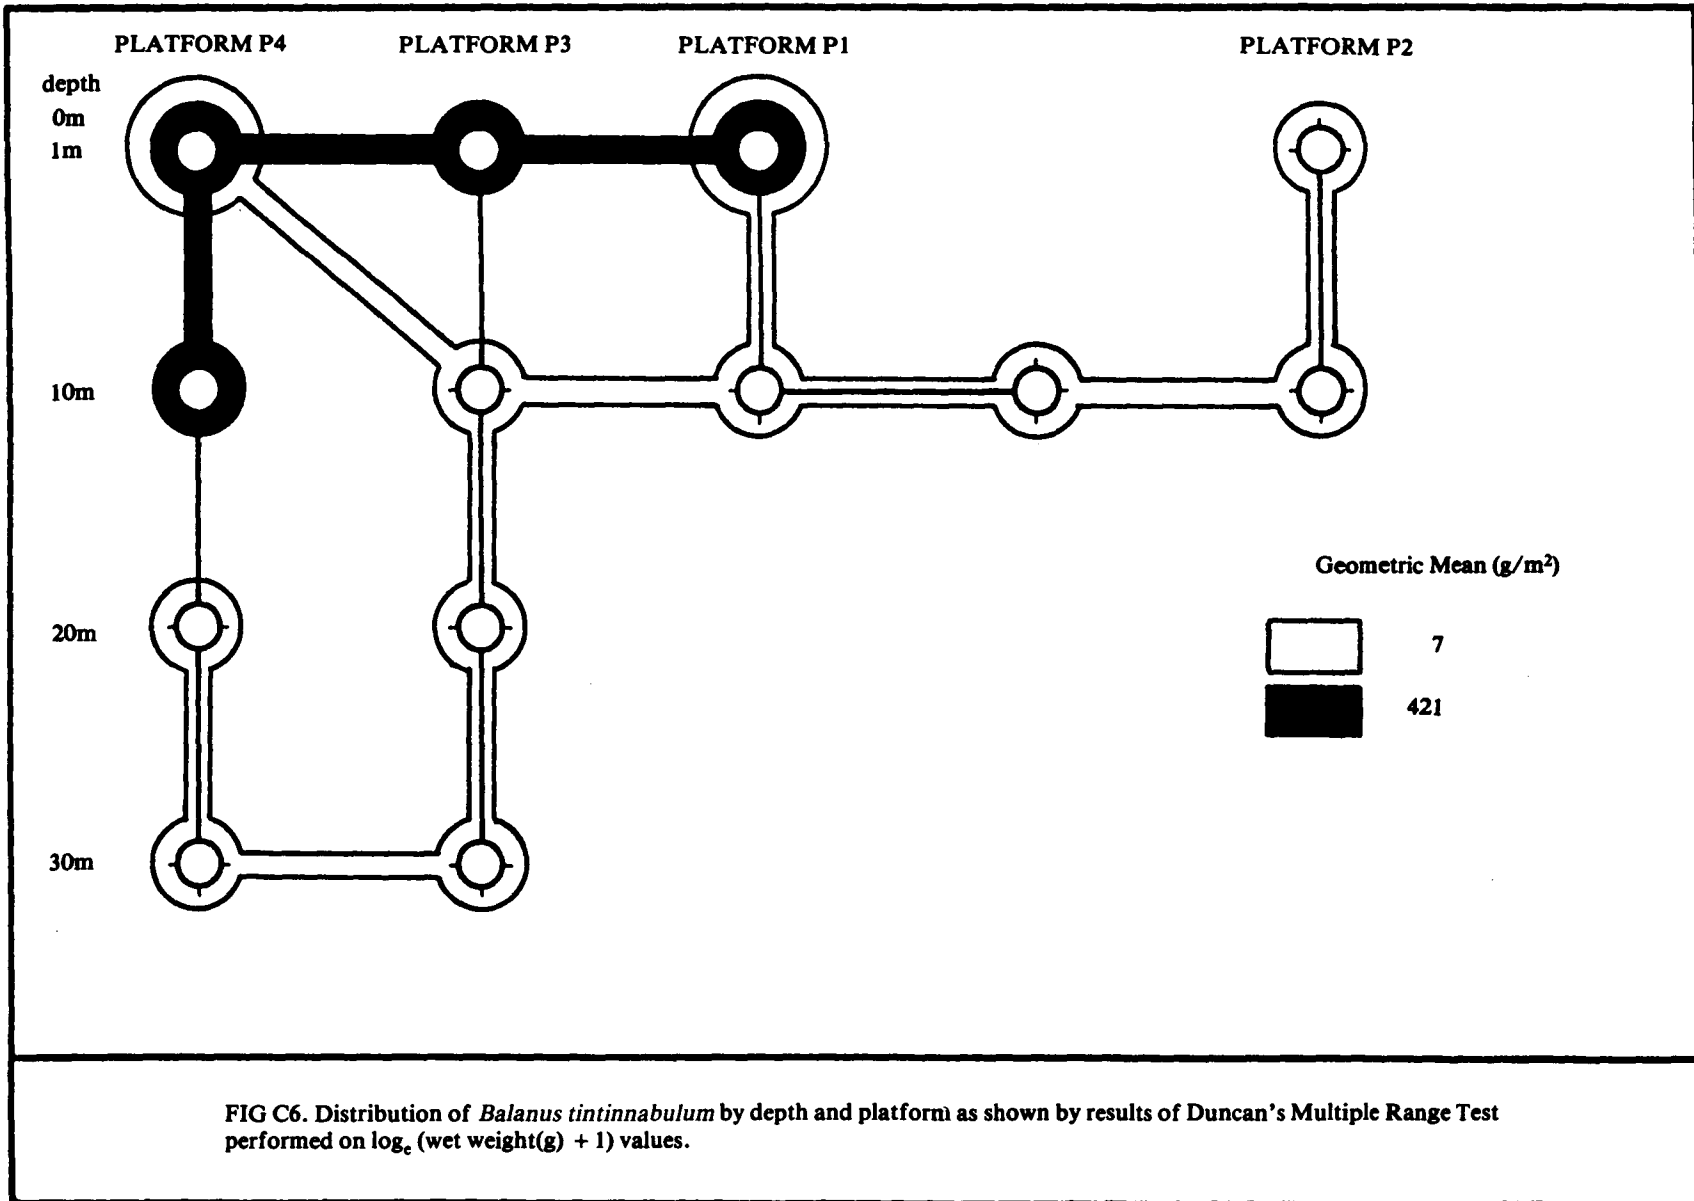 PLATFORM P4 PLATFORM P3 PLATFORM P1 PLATFORM P2
depth
0m
1m
10m
20m
30m
Geometric Mean (g/m²)
7
421
FIG C6. Distribution of Balanus tintinnabulum by depth and platform as shown by results of Duncan's Multiple Range Test
performed on logₑ (wet weight(g) + 1) values.